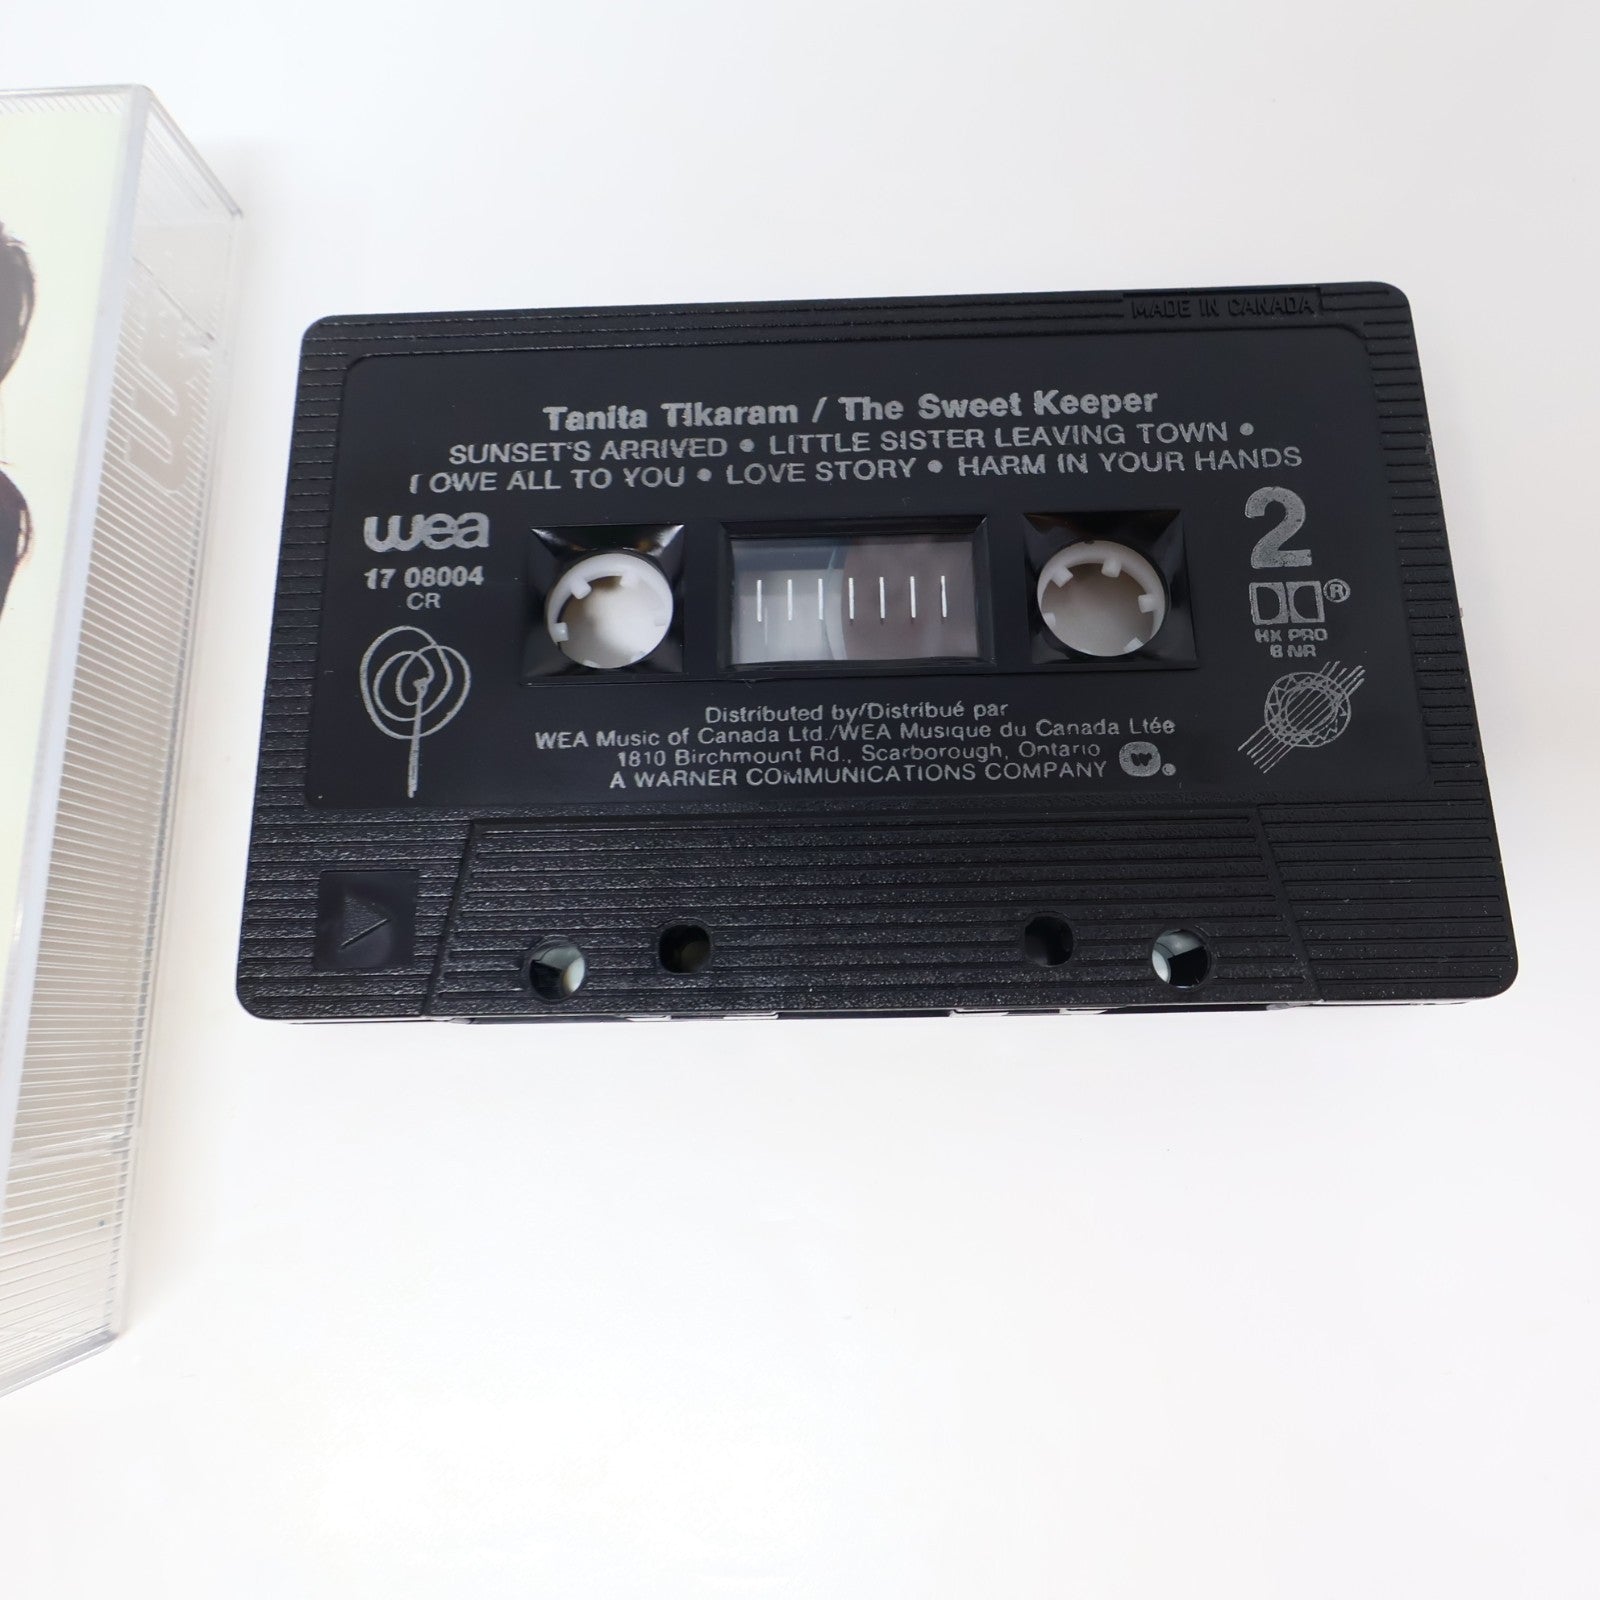 MADE IN CANADA
Tanita Tikaram / The Sweet Keeper
SUNSET'S ARRIVED • LITTLE SISTER LEAVING TOWN •
I OWE ALL TO YOU • LOVE STORY • HARM IN YOUR HANDS
wea
17 08004
CR
2
®
HX PRO
B NR
Distributed by/Distribué par
WEA Music of Canada Ltd./WEA Musique du Canada Ltée
1810 Birchmount Rd., Scarborough, Ontario
A WARNER COMMUNICATIONS COMPANY